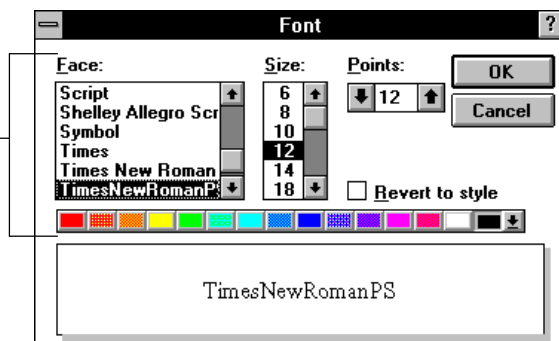 Font ?
Face: Size: Points:
Script
Shelley Allegro Scr
Symbol
Times
Times New Roman
TimesNewRomanP
6
8
10
12
14
18
12
OK
Cancel
Revert to style
TimesNewRomanPS